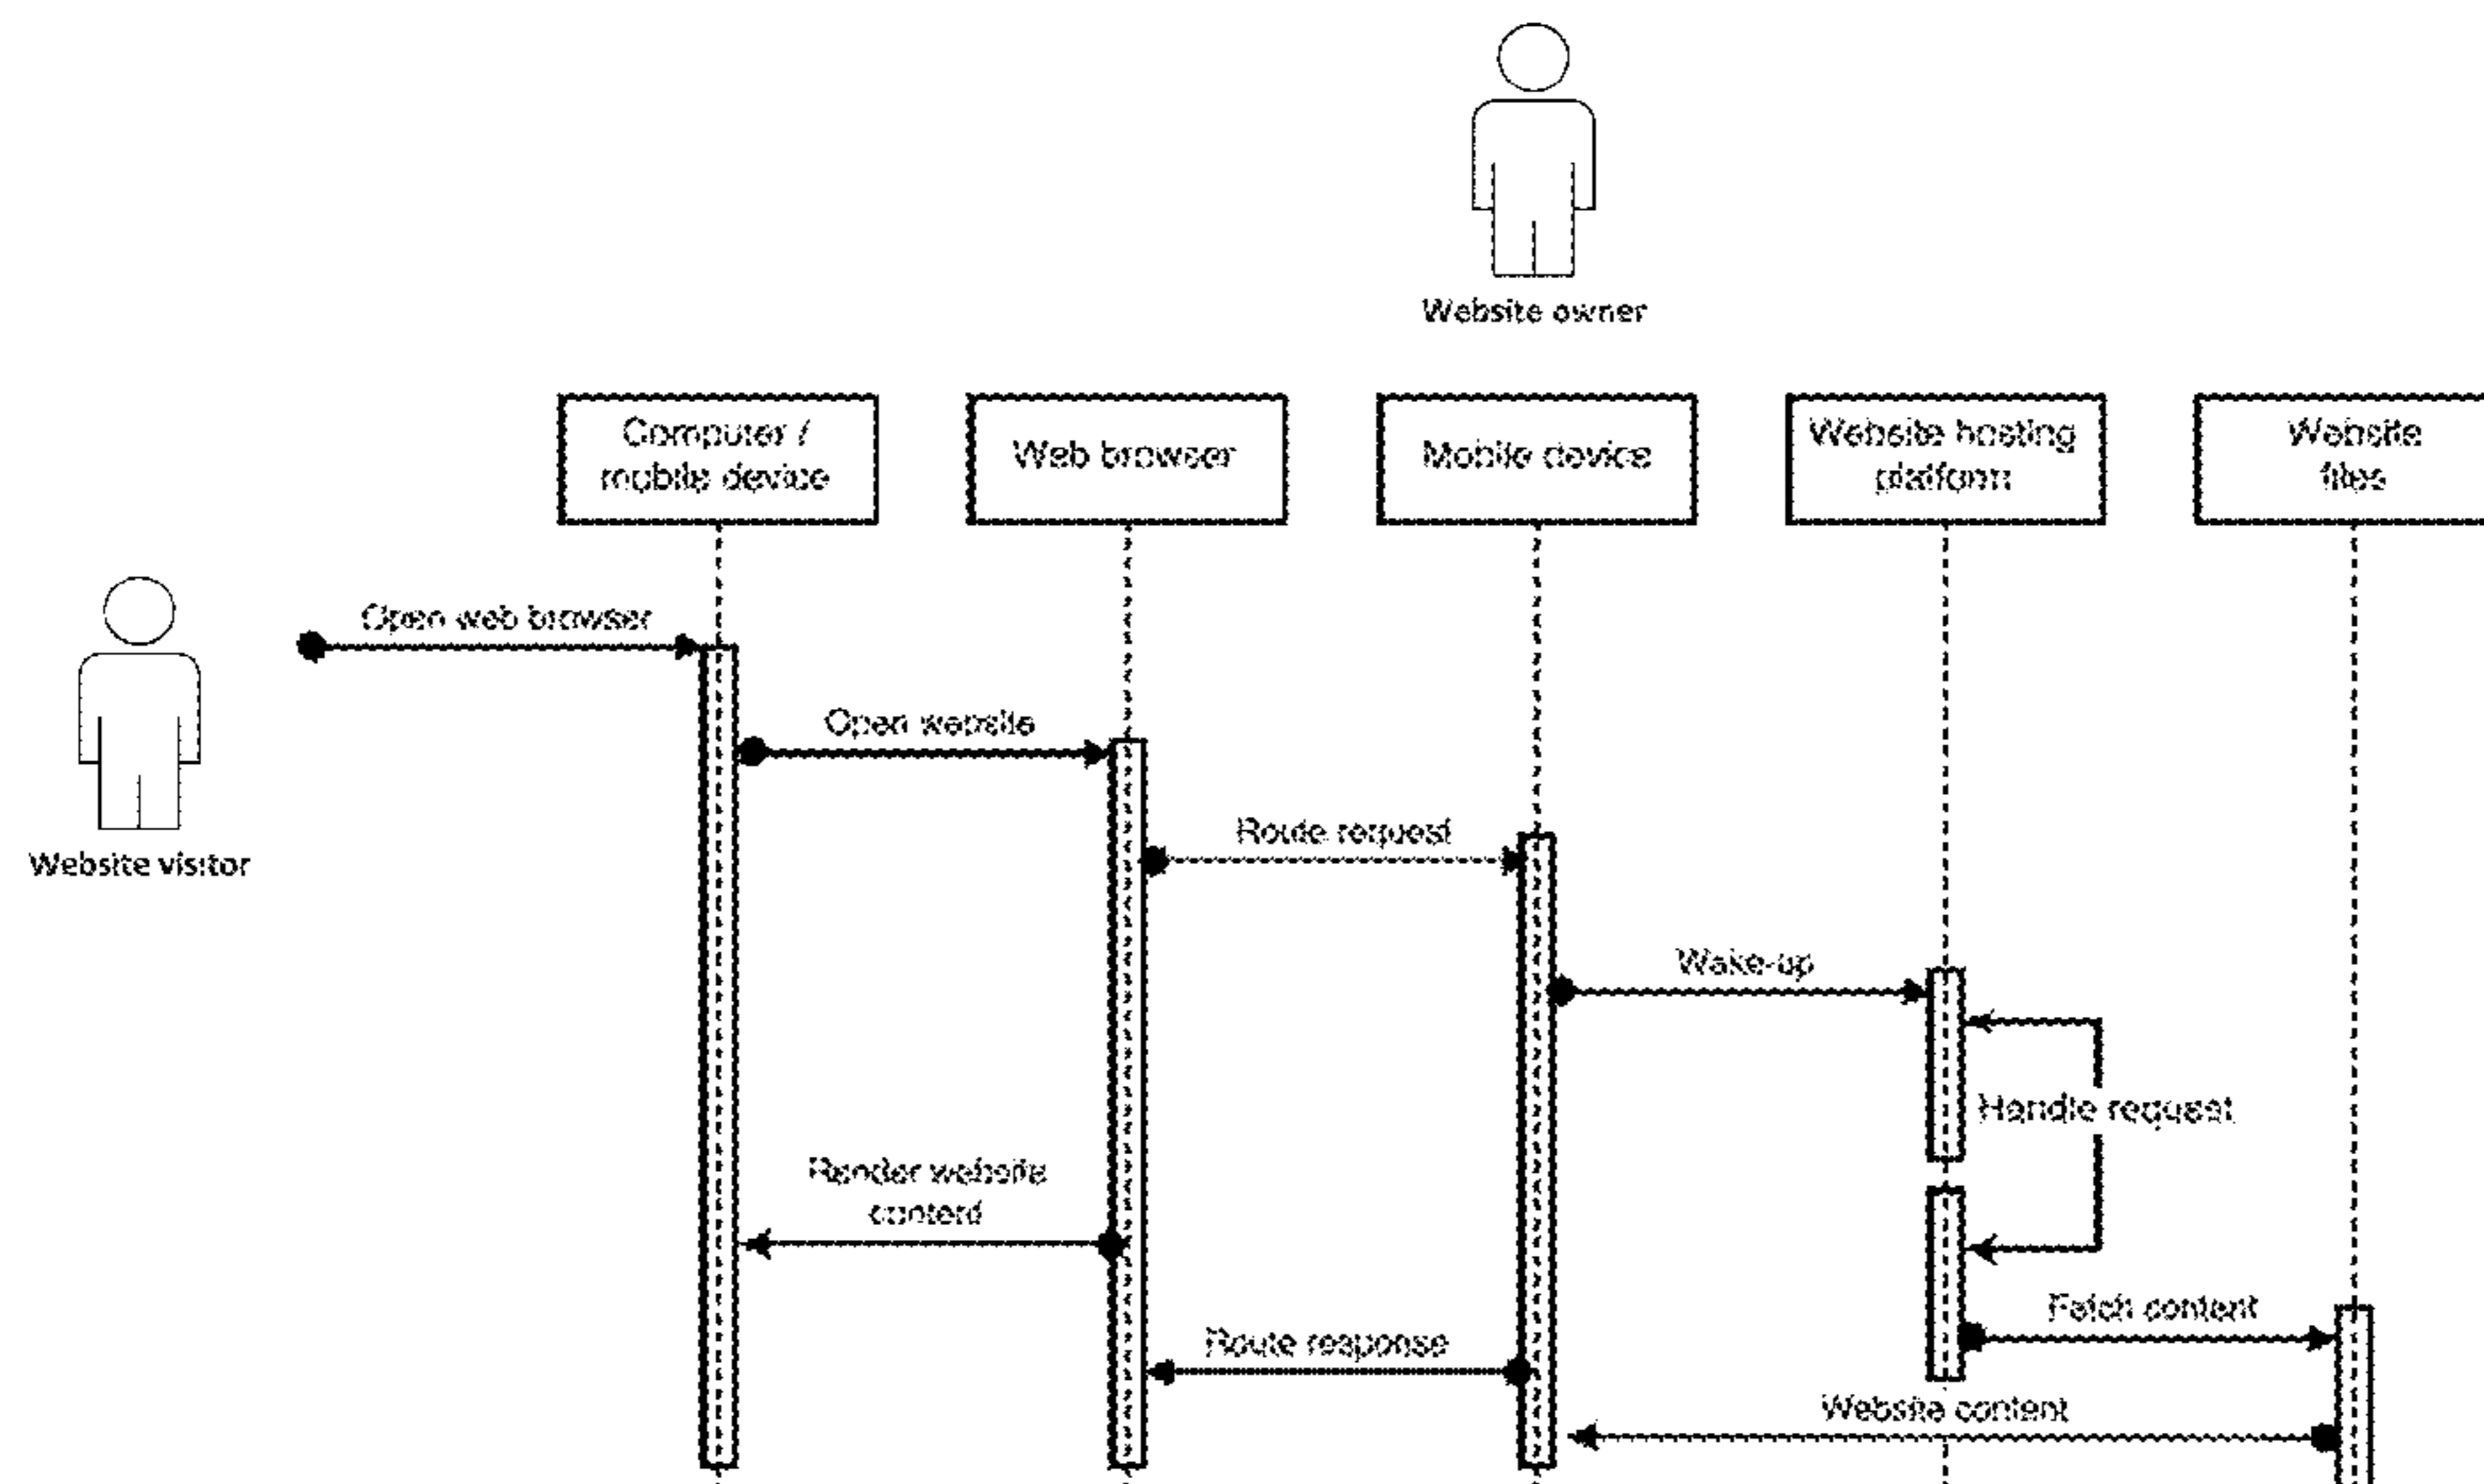 Website owner
Computer /
mobile device
Web browser
Mobile device
Website hosting
platform
Website
files
Open web browser
Website visitor
Open website
Route request
Wake-up
Handle request
Render website
content
Fetch content
Route response
Website content